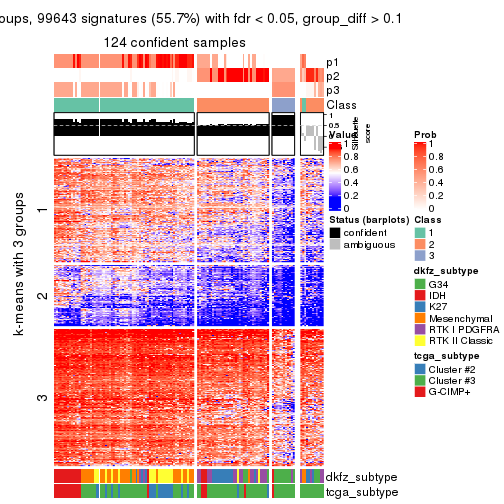 oups, 99643 signatures (55.7%) with fdr < 0.05, group_diff > 0.1
124 confident samples
p1
p2
p3
Class
1
0.5
0
Silhouette
score
k-means with 3 groups
1
2
3
Value
1
0.8
0.6
0.4
0.2
0
Prob
1
0.8
0.6
0.4
0.2
0
Status (barplots)
confident
ambiguous
Class
1
2
3
dkfz_subtype
G34
IDH
K27
Mesenchymal
RTK I PDGFRA
RTK II Classic
tcga_subtype
Cluster #2
Cluster #3
G-CIMP+
dkfz_subtype
tcga_subtype